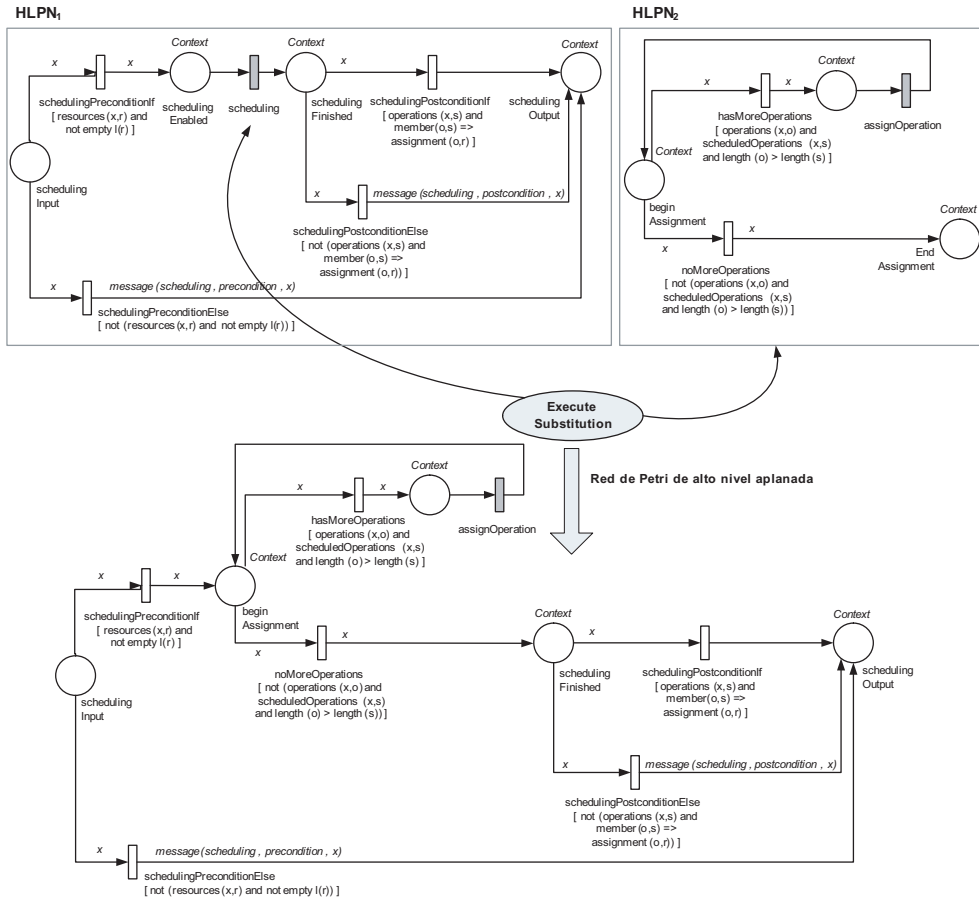 HLPN1
HLPN2
x
x
Context
Context
x
Context
schedulingPreconditionIf
[ resources(x,r) and
not empty l(r) ]
scheduling
Enabled
scheduling
scheduling
Finished
schedulingPostconditionIf
[ operations (x,s) and
member(o,s) =>
assignment (o,r) ]
scheduling
Output
scheduling
Input
x
message (scheduling , postcondition , x)
schedulingPostconditionElse
[ not (operations (x,s) and
member (o,s) =>
assignment (o,r)) ]
x
message (scheduling , precondition , x)
schedulingPreconditionElse
[ not (resources(x,r) and not empty l(r)) ]
Context
x
x
hasMoreOperations
[ operations (x,o) and
scheduledOperations (x,s)
and length (o) > length (s) ]
assignOperation
Context
begin
Assignment
Context
x
x
End
Assignment
noMoreOperations
[ not (operations (x,o) and
scheduledOperations (x,s)
and length (o) > length (s)) ]
Execute
Substitution
Red de Petri de alto nivel aplanada
Context
x
x
hasMoreOperations
[ operations (x,o) and
scheduledOperations (x,s)
and length (o) > length (s) ]
assignOperation
Context
x
x
schedulingPreconditionIf
[ resources (x,r) and
not empty l(r) ]
begin
Assignment
x
x
Context
x
Context
noMoreOperations
[ not (operations (x,o) and
scheduledOperations (x,s)
and length (o) > length (s)) ]
scheduling
Finished
schedulingPostconditionIf
[ operations (x,s) and
member(o,s) =>
assignment (o,r) ]
scheduling
Output
scheduling
Input
x
message (scheduling , postcondition , x)
schedulingPostconditionElse
[ not (operations (x,s) and
member (o,s) =>
assignment (o,r)) ]
x
message (scheduling , precondition , x)
schedulingPreconditionElse
[ not (resources(x,r) and not empty l(r)) ]